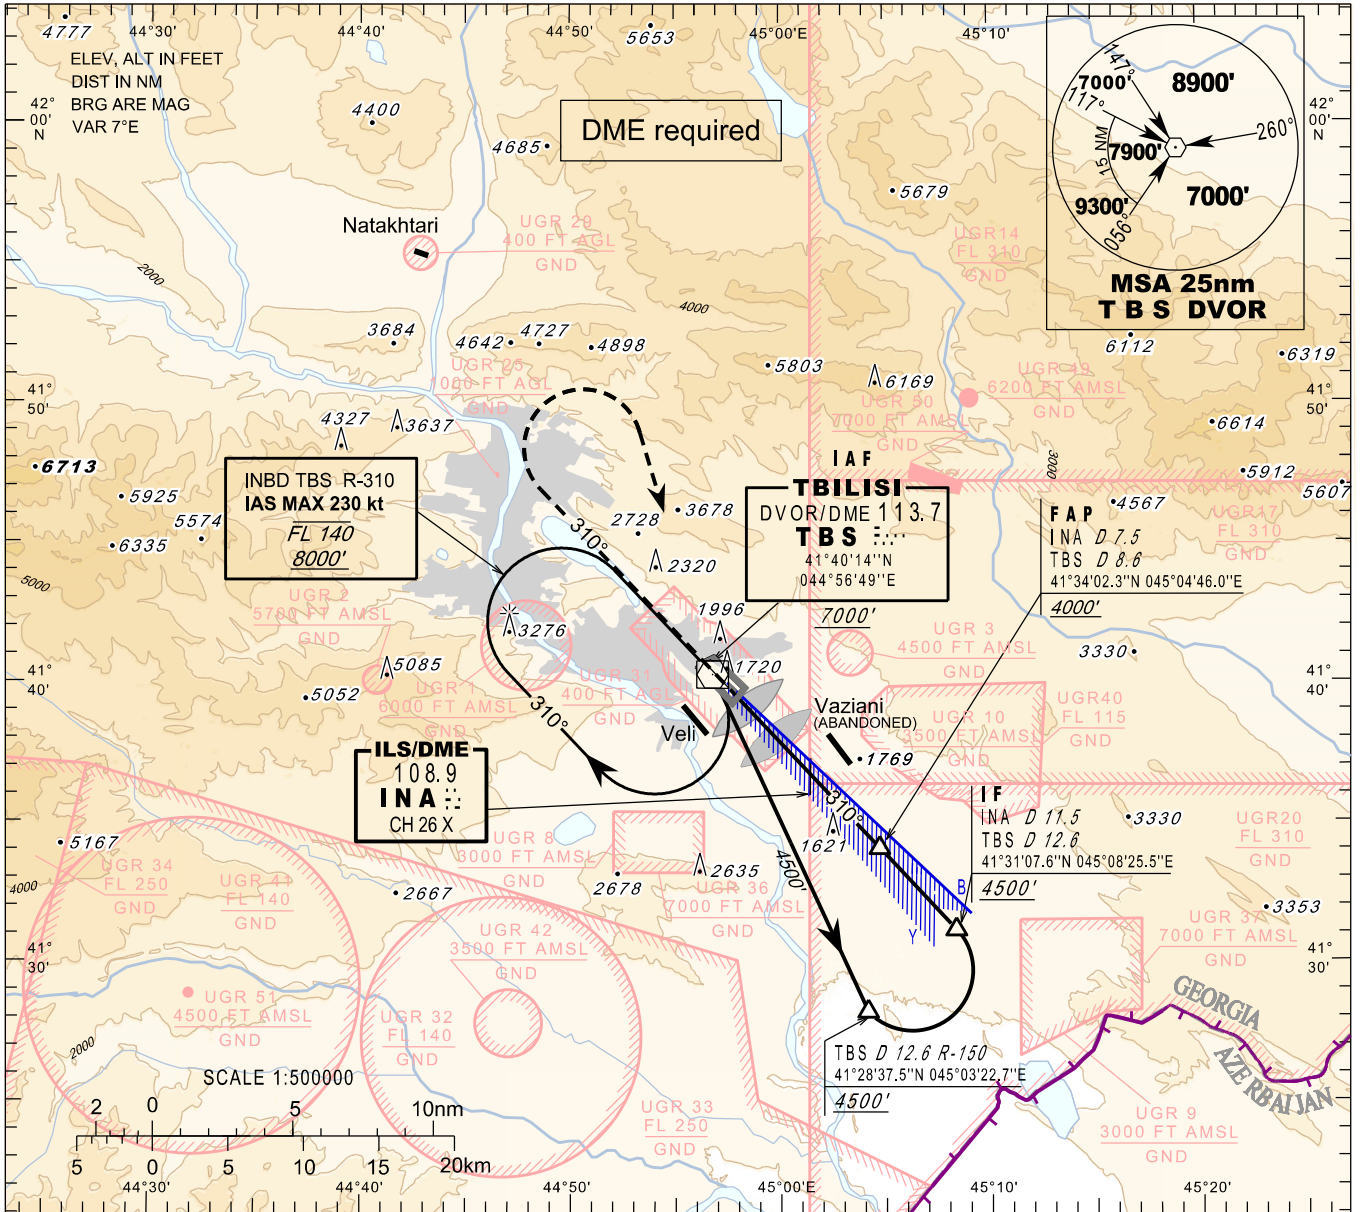 44°30'
44°40'
44°50'
45°00'E
45°10'
4777
5653
ELEV, ALT IN FEET
DIST IN NM
BRG ARE MAG
VAR 7°E
42°
00'
N
4400
4685
DME required
5679
147°
7000'
8900'
117°
260°
15 NM
7900'
7000'
9300'
056°
MSA 25nm
T B S DVOR
42°
00'
N
Natakhtari
UGR 29
400 FT AGL
GND
UGR14
FL 310
GND
2000
4000
3684
4642
4727
4898
5803
6169
6112
6319
UGR 25
1000 FT AGL
GND
UGR 49
6200 FT AMSL
GND
UGR 50
7000 FT AMSL
GND
41°
50'
41°
50'
4327
3637
6614
6713
5925
5574
6335
5912
5607
3000
4567
INBD TBS R-310
IAS MAX 230 kt
FL 140
8000'
310°
2728
3678
2320
IAF
TBILISI
DVOR/DME 113.7
TBS
41°40'14''N
044°56'49''E
7000'
FAP
INA D 7.5
TBS D 8.6
41°34'02.3''N 045°04'46.0''E
4000'
UGR17
FL 310
GND
5000
UGR 2
5700 FT AMSL
GND
3276
1996
1720
UGR 3
4500 FT AMSL
GND
3330
41°
40'
41°
40'
5085
5052
UGR 1
6000 FT AMSL
GND
UGR 31
400 FT AGL
GND
310°
Veli
Vaziani
(ABANDONED)
1769
UGR 10
3500 FT AMSL
GND
UGR40
FL 115
GND
ILS/DME
108.9
INA
CH 26 X
310°
IF
INA D 11.5
TBS D 12.6
41°31'07.6''N 045°08'25.5''E
4500'
3330
UGR20
FL 310
GND
5167
UGR 34
FL 250
GND
4000
UGR 41
FL 140
GND
2667
UGR 8
3000 FT AMSL
GND
2678
2635
UGR 36
7000 FT AMSL
GND
4500'
1621
B
Y
3353
UGR 37
7000 FT AMSL
GND
UGR 42
3500 FT AMSL
GND
41°
30'
41°
30'
UGR 51
4500 FT AMSL
GND
UGR 32
FL 140
GND
2000
GEORGIA
AZERBAIJAN
TBS D 12.6 R-150
41°28'37.5''N 045°03'22.7''E
4500'
SCALE 1:500000
2 0 5 10nm
5 0 5 10 15 20km
UGR 33
FL 250
GND
UGR 9
3000 FT AMSL
GND
44°30'
44°40'
44°50'
45°00'E
45°10'
45°20'